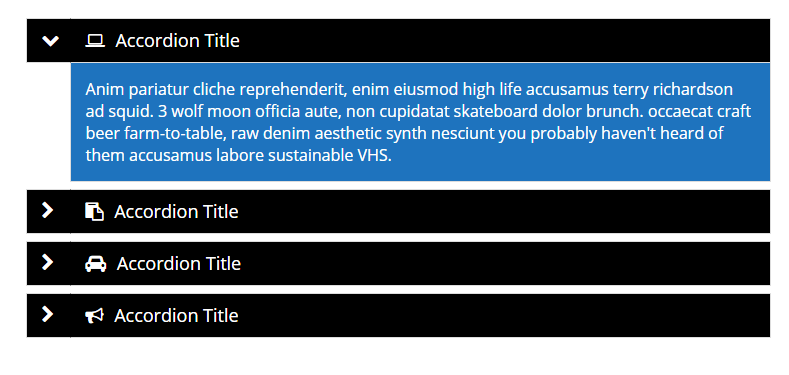 Accordion Title
Anim pariatur cliche reprehenderit, enim eiusmod high life accusamus terry richardson
ad squid. 3 wolf moon officia aute, non cupidatat skateboard dolor brunch. occaecat craft
beer farm-to-table, raw denim aesthetic synth nesciunt you probably haven't heard of
them accusamus labore sustainable VHS.
Accordion Title
Accordion Title
Accordion Title